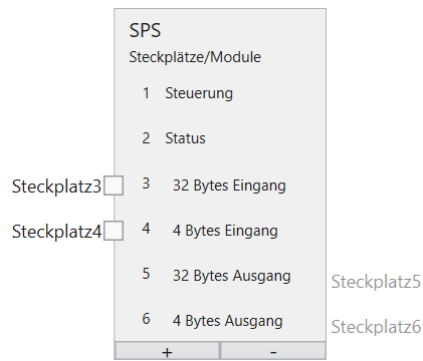 SPS
Steckplätze/Module
1 Steuerung
2 Status
Steckplatz3 3 32 Bytes Eingang
Steckplatz4 4 4 Bytes Eingang
5 32 Bytes Ausgang Steckplatz5
6 4 Bytes Ausgang Steckplatz6
+ -